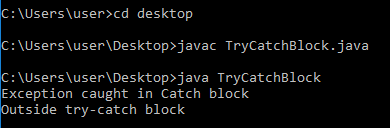 C:\Users\user>cd desktop
C:\Users\user\Desktop>javac TryCatchBlock.java
C:\Users\user\Desktop>java TryCatchBlock
Exception caught in Catch block
Outside try-catch block